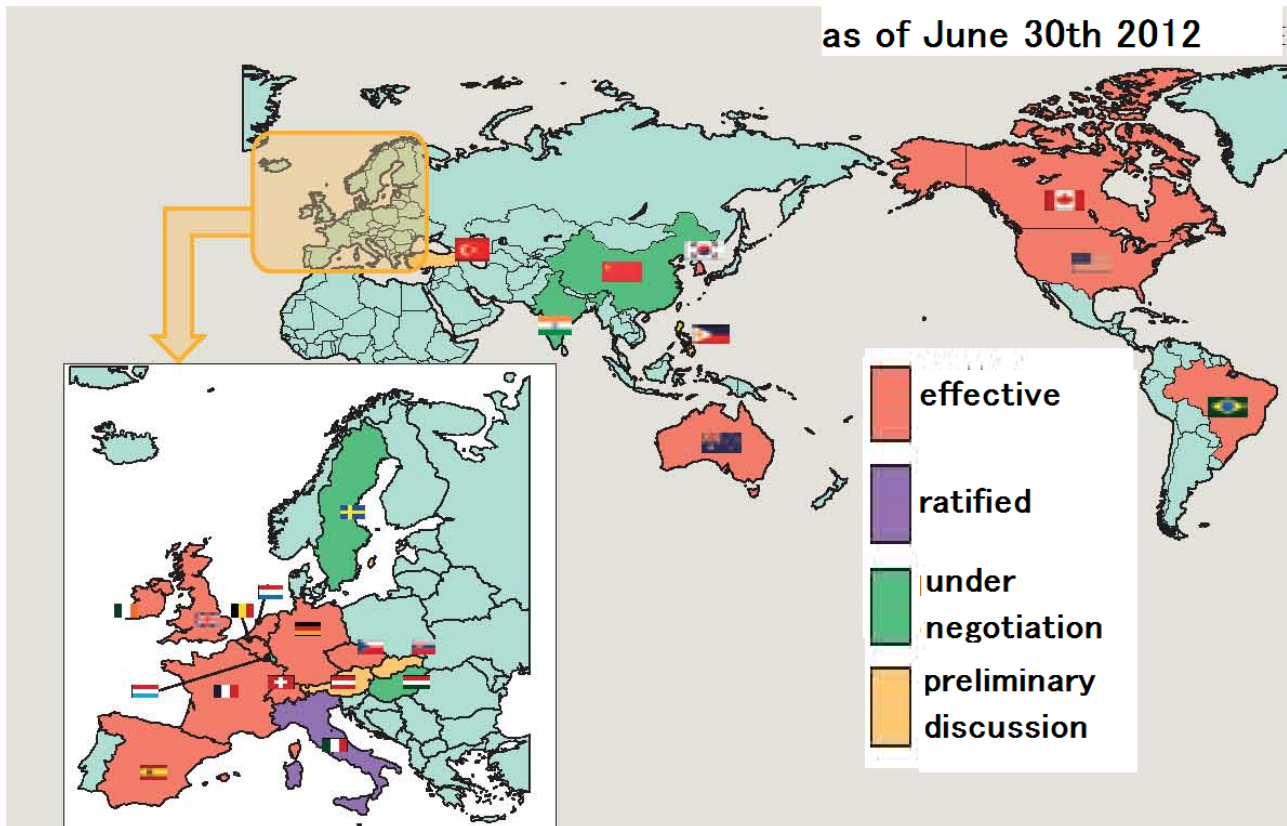 as of June 30th 2012
effective
ratified
under
negotiation
preliminary
discussion